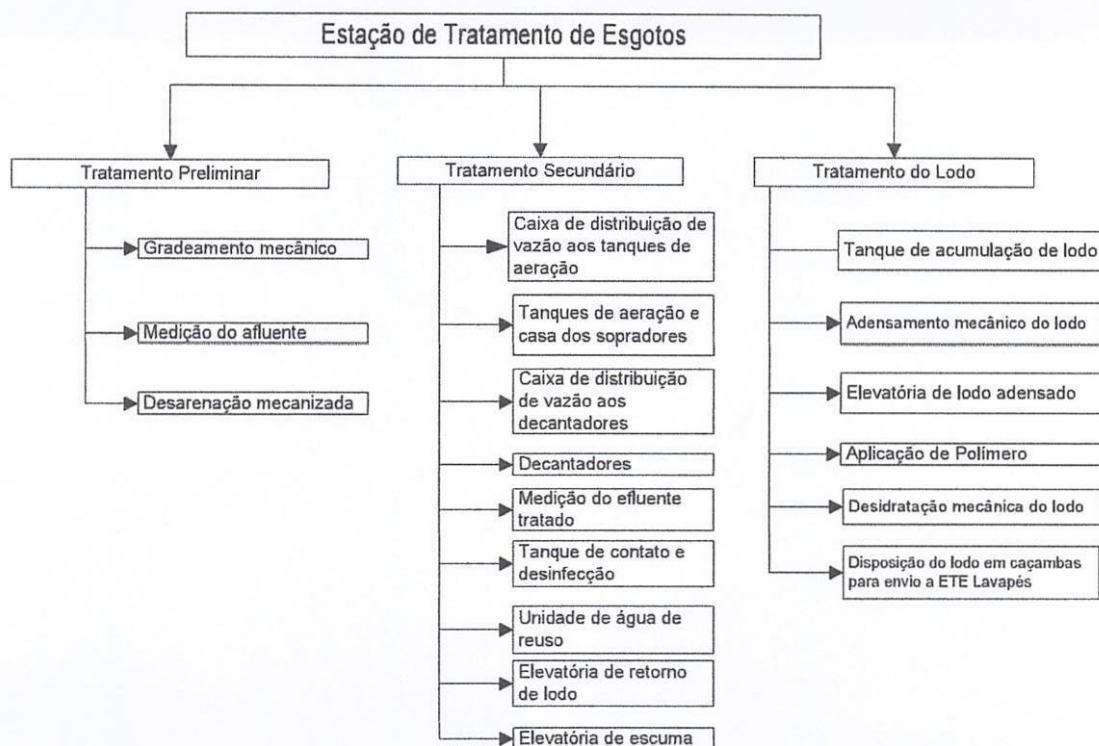 Estação de Tratamento de Esgotos
Tratamento Preliminar
Gradeamento mecânico
Medição do afluente
Desarenação mecanizada
Tratamento Secundário
Caixa de distribuição de
vazão aos tanques de
aeração
Tanques de aeração e
casa dos sopradores
Caixa de distribuição
de vazão aos
decantadores
Decantadores
Medição do efluente
tratado
Tanque de contato e
desinfecção
Unidade de água de
reuso
Elevatória de retorno
de lodo
Elevatória de escuma
Tratamento do Lodo
Tanque de acumulação de lodo
Adensamento mecânico do lodo
Elevatória de lodo adensado
Aplicação de Polímero
Desidratação mecânica do lodo
Disposição do lodo em caçambas
para envio a ETE Lavapés